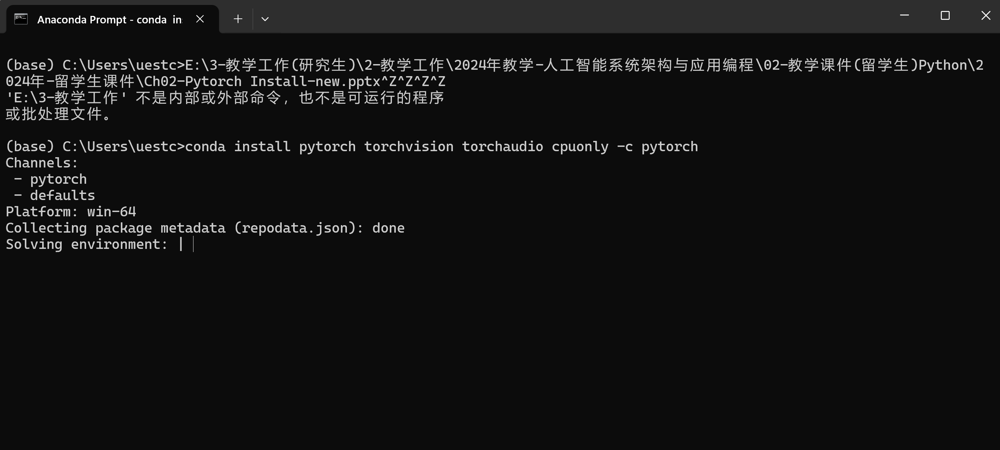 Anaconda Prompt - conda in
(base) C:\Users\uestc>E:\3-教学工作(研究生)\2-教学工作\2024年教学-人工智能系统架构与应用编程\02-教学课件(留学生)Python\2
024年-留学生课件\Ch02-Pytorch Install-new.pptx^Z^Z^Z^Z
'E:\3-教学工作' 不是内部或外部命令，也不是可运行的程序
或批处理文件。
(base) C:\Users\uestc>conda install pytorch torchvision torchaudio cpuonly -c pytorch
Channels:
 - pytorch
 - defaults
Platform: win-64
Collecting package metadata (repodata.json): done
Solving environment: |